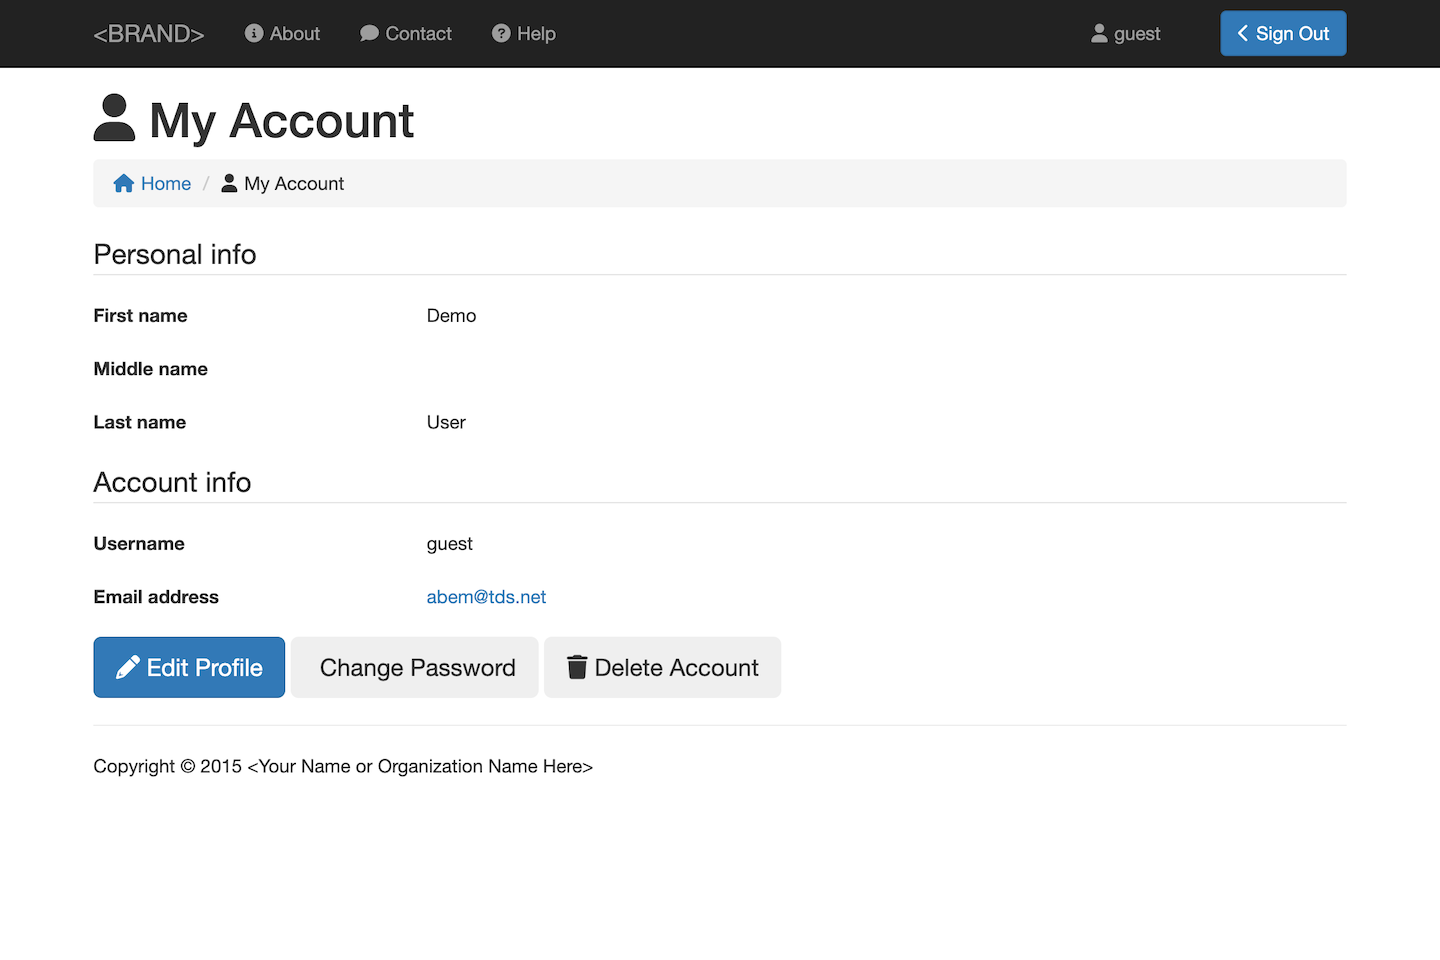 <BRAND> About Contact Help guest Sign Out
My Account
Home / My Account
Personal info
First name Demo
Middle name
Last name User
Account info
Username guest
Email address abem@tds.net
Edit Profile Change Password Delete Account
Copyright © 2015 <Your Name or Organization Name Here>